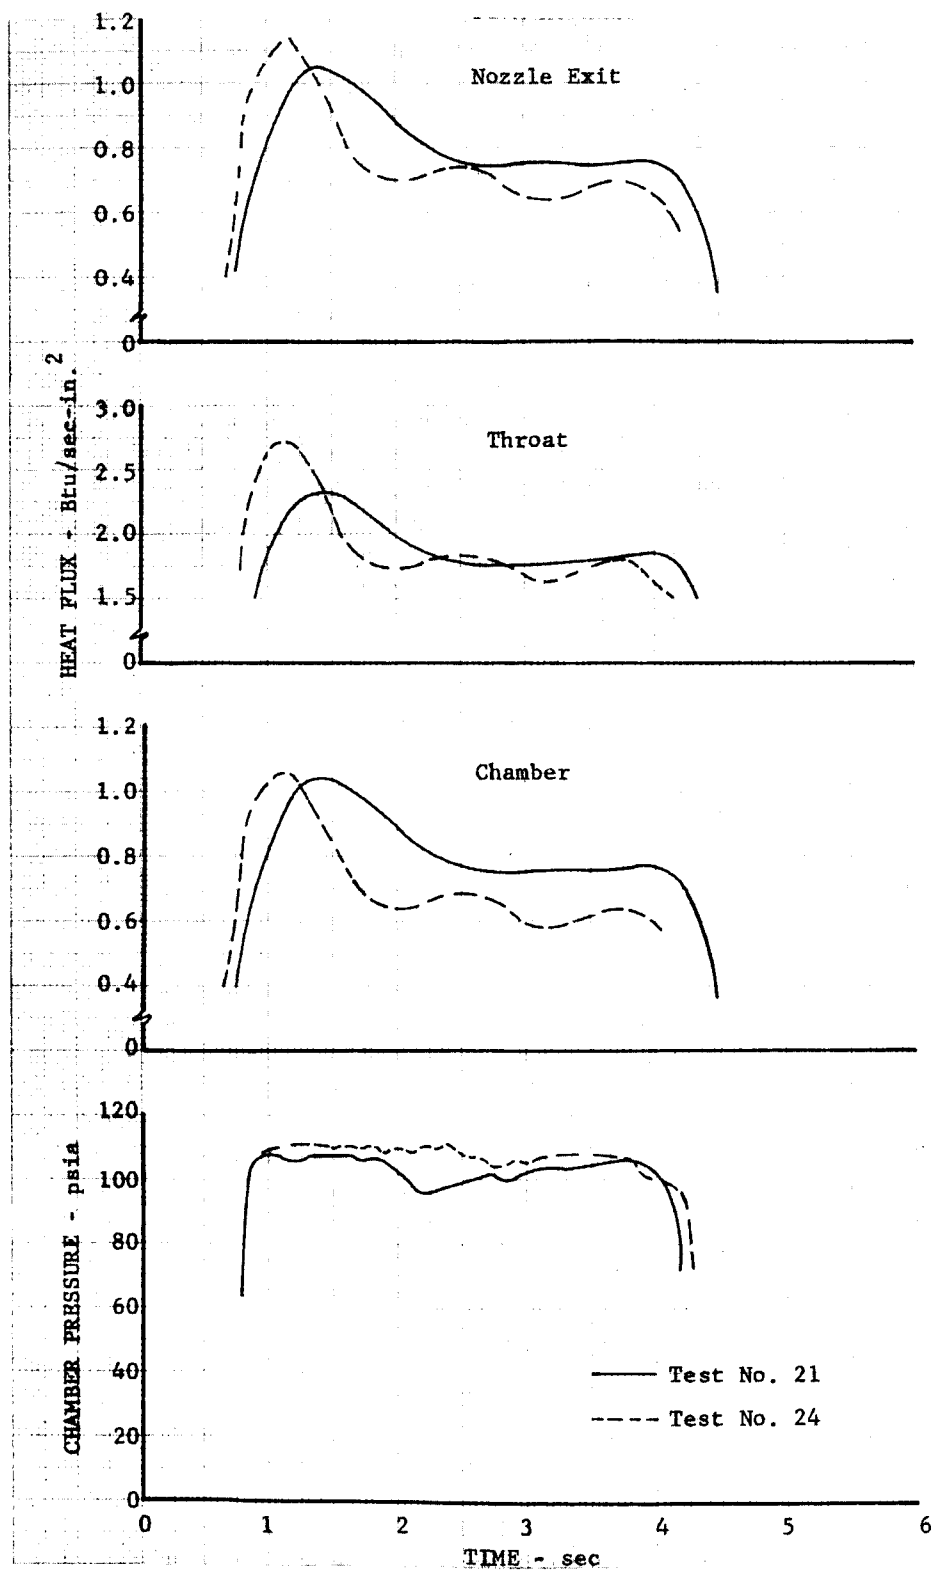 1.2
Nozzle Exit
1.0
0.8
0.6
0.4
0
HEAT FLUX - Btu/sec-in.2
3.0
Throat
2.5
2.0
1.5
0
1.2
Chamber
1.0
0.8
0.6
0.4
0
CHAMBER PRESSURE - psia
120
100
80
60
40
20
0
Test No. 21
Test No. 24
0 1 2 3 4 5 6
TIME - sec